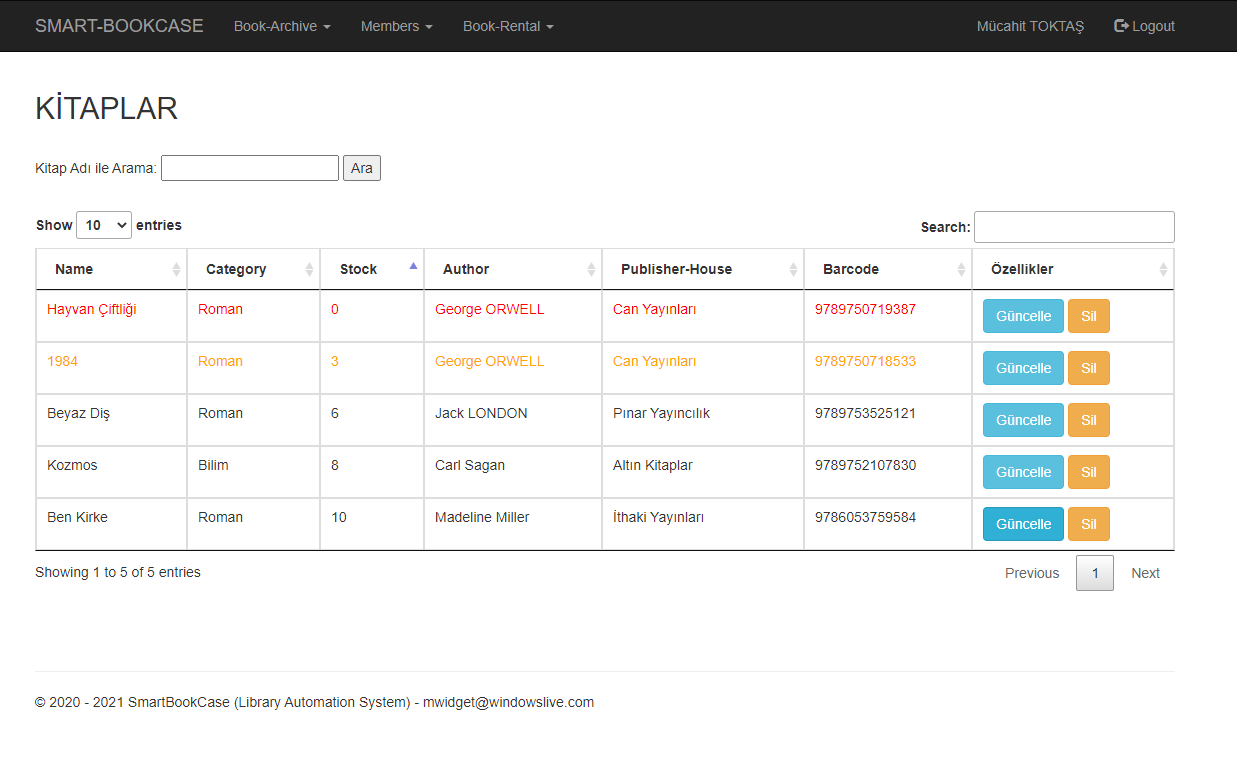 SMART-BOOKCASE Book-Archive Members Book-Rental Mücahit TOKTAŞ Logout
KİTAPLAR
Kitap Adı ile Arama: Ara
Show 10 entries Search:
Name Category Stock Author Publisher-House Barcode Özellikler
Hayvan Çiftliği Roman 0 George ORWELL Can Yayınları 9789750719387 Güncelle Sil
1984 Roman 3 George ORWELL Can Yayınları 9789750718533 Güncelle Sil
Beyaz Diş Roman 6 Jack LONDON Pınar Yayıncılık 9789753525121 Güncelle Sil
Kozmos Bilim 8 Carl Sagan Altın Kitaplar 9789752107830 Güncelle Sil
Ben Kirke Roman 10 Madeline Miller İthaki Yayınları 9786053759584 Güncelle Sil
Showing 1 to 5 of 5 entries Previous 1 Next
© 2020 - 2021 SmartBookCase (Library Automation System) - mwidget@windowslive.com